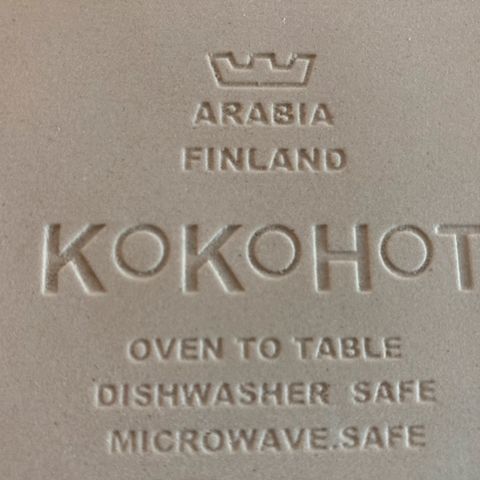 ARABIA
FINLAND
KOKOHOT
OVEN TO TABLE
DISHWASHER SAFE
MICROWAVE.SAFE